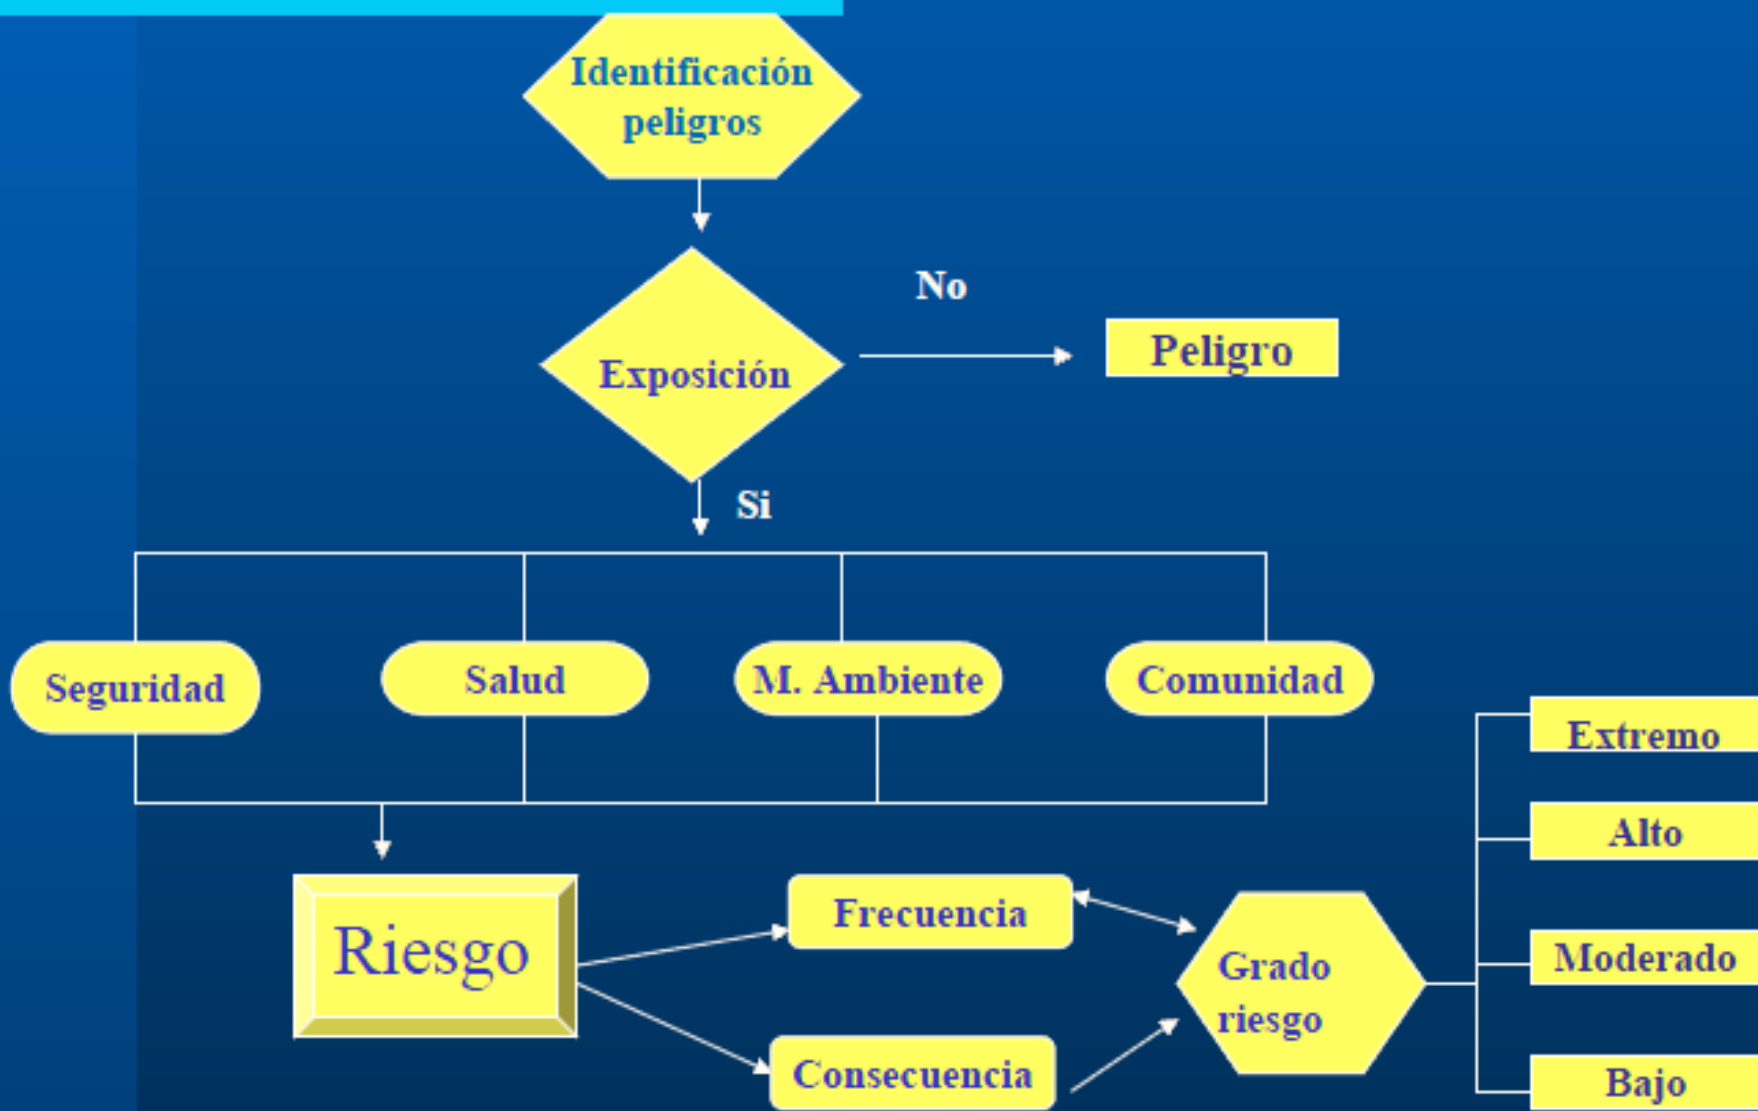 Identificación
peligros
No
Peligro
Exposición
Si
Seguridad
Salud
M. Ambiente
Comunidad
Extremo
Alto
Riesgo
Frecuencia
Grado
riesgo
Moderado
Consecuencia
Bajo